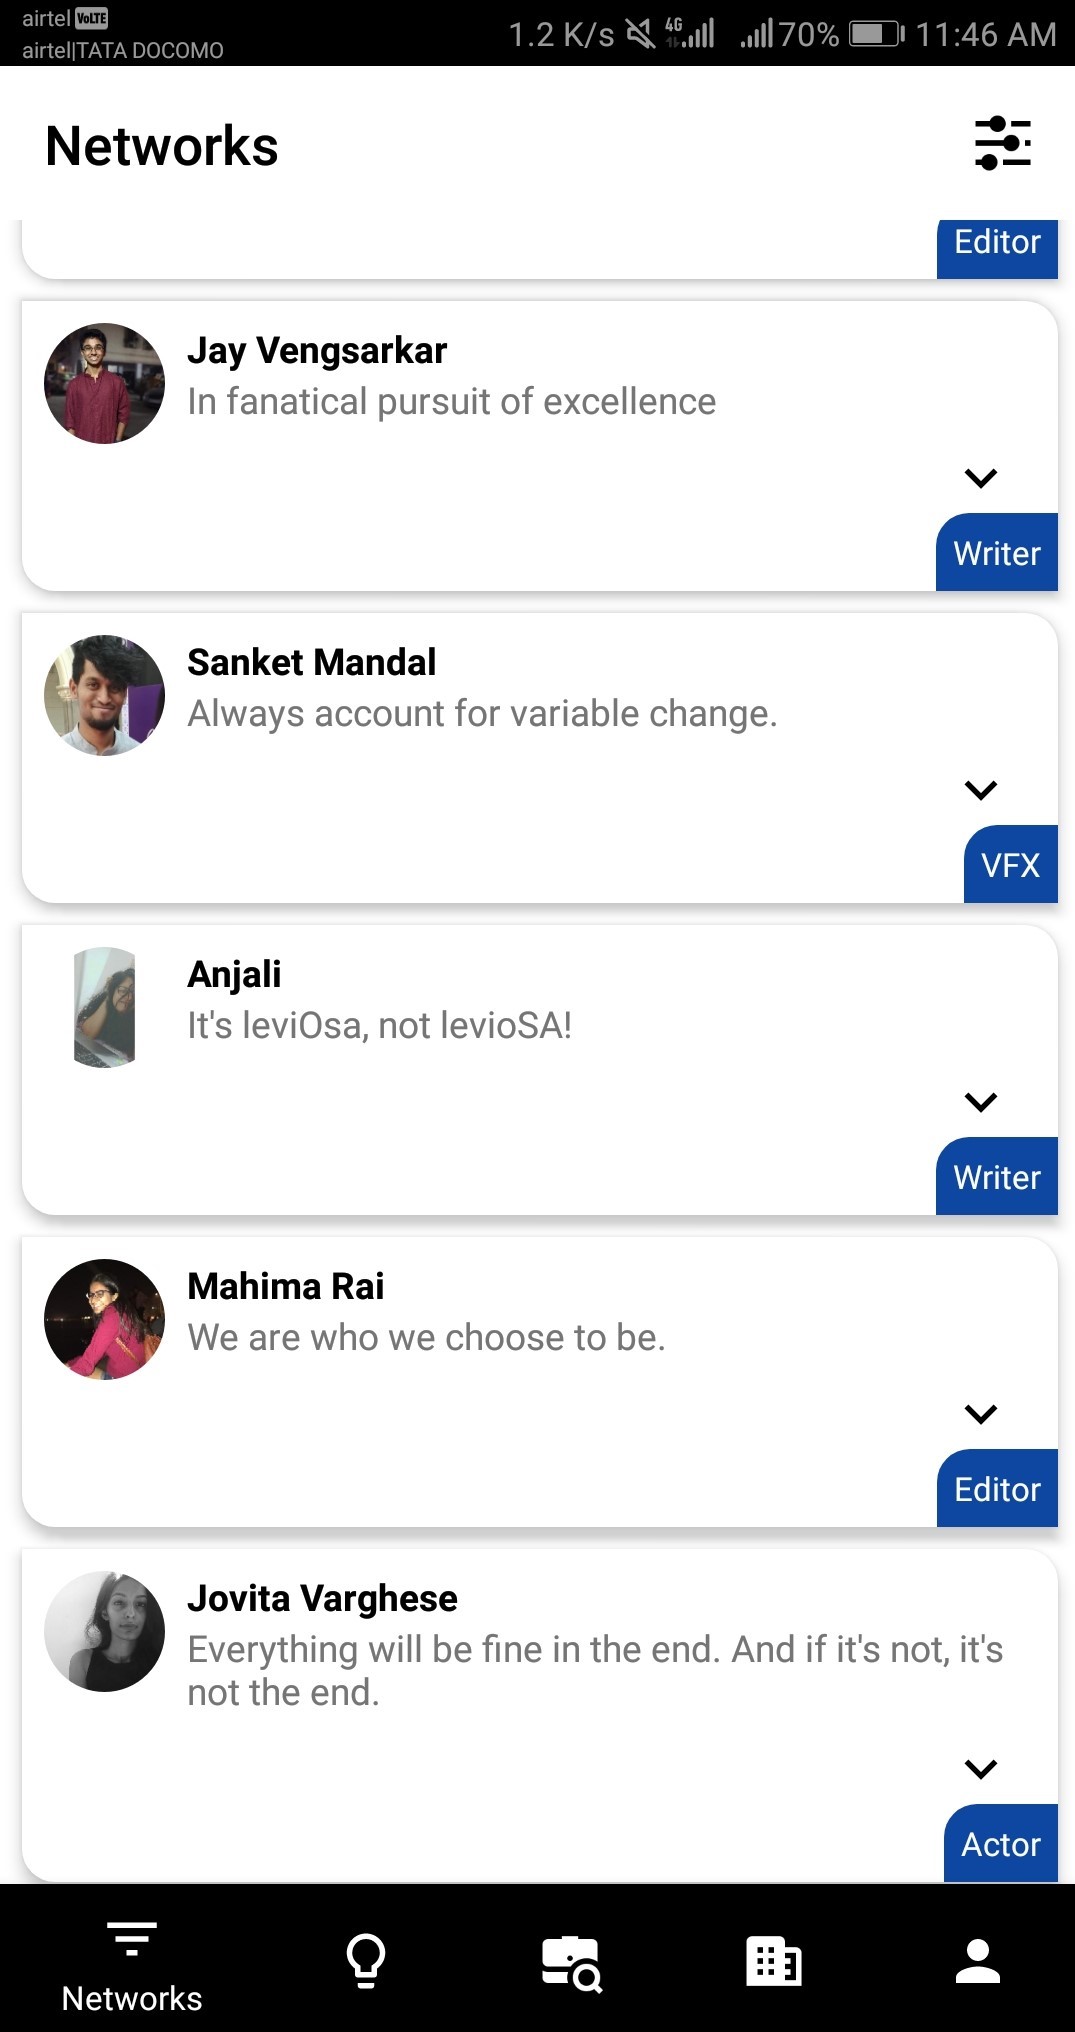 airtel VoLTE
airtel|TATA DOCOMO
1.2 K/s 4G 70% 11:46 AM
Networks
Editor
Jay Vengsarkar
In fanatical pursuit of excellence
Writer
Sanket Mandal
Always account for variable change.
VFX
Anjali
It's leviOsa, not levioSA!
Writer
Mahima Rai
We are who we choose to be.
Editor
Jovita Varghese
Everything will be fine in the end. And if it's not, it's
not the end.
Actor
Networks